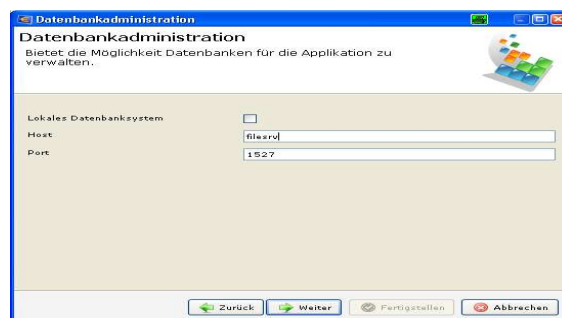 Datenbankadministration
Datenbankadministration
Bietet die Möglichkeit Datenbanken für die Applikation zu
verwalten.
Lokales Datenbanksystem
Host filesrv
Port 1527
Zurück Weiter Fertigstellen Abbrechen